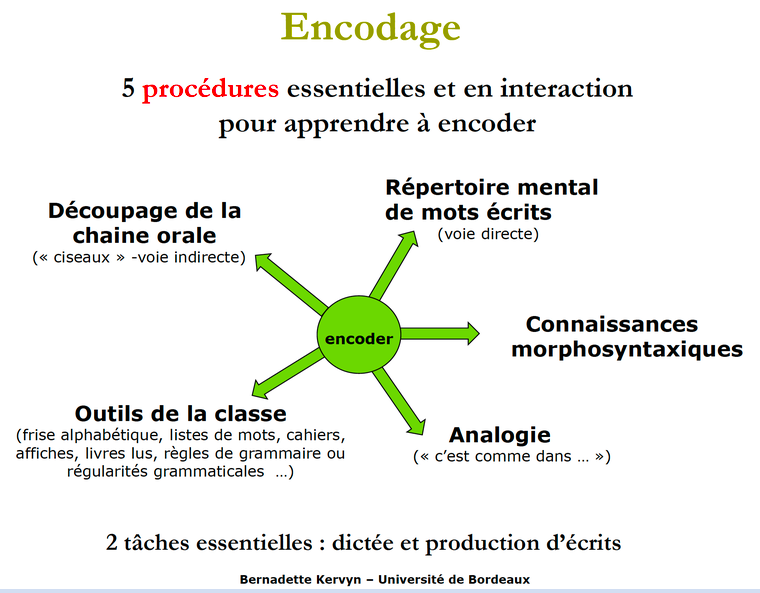 Encodage
5 procédures essentielles et en interaction
pour apprendre à encoder
Découpage de la
chaine orale
(« ciseaux » -voie indirecte)
Répertoire mental
de mots écrits
(voie directe)
encoder
Connaissances
morphosyntaxiques
Outils de la classe
(frise alphabétique, listes de mots, cahiers,
affiches, livres lus, règles de grammaire ou
régularités grammaticales …)
Analogie
(« c’est comme dans … »)
2 tâches essentielles : dictée et production d’écrits
Bernadette Kervyn – Université de Bordeaux